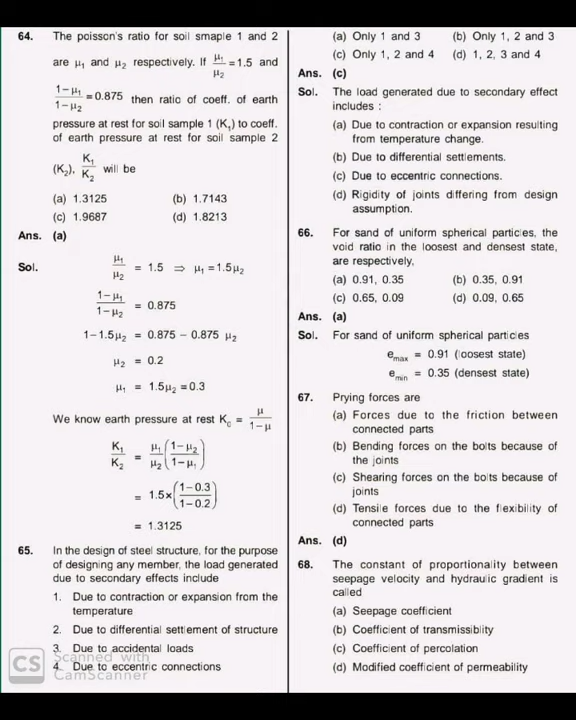 64. The poisson's ratio for soil smaple 1 and 2
are μ₁ and μ₂ respectively. If μ₁/μ₂ = 1.5 and
(1−μ₁)/(1−μ₂) = 0.875 then ratio of coeff. of earth
pressure at rest for soil sample 1 (K₁) to coeff.
of earth pressure at rest for soil sample 2
(K₂), K₁/K₂ will be
(a) 1.3125 (b) 1.7143
(c) 1.9687 (d) 1.8213
Ans. (a)
Sol. μ₁/μ₂ = 1.5 ⇒ μ₁ = 1.5μ₂
(1−μ₁)/(1−μ₂) = 0.875
1−1.5μ₂ = 0.875 − 0.875 μ₂
μ₂ = 0.2
μ₁ = 1.5μ₂ = 0.3
We know earth pressure at rest K₀ = μ/(1−μ)
K₁/K₂ = μ₁/μ₂ ((1−μ₂)/(1−μ₁))
= 1.5×((1−0.3)/(1−0.2))
= 1.3125
65. In the design of steel structure, for the purpose
of designing any member, the load generated
due to secondary effects include
1. Due to contraction or expansion from the
temperature
2. Due to differential settlement of structure
3. Due to accidental loads
4. Due to eccentric connections
(a) Only 1 and 3 (b) Only 1, 2 and 3
(c) Only 1, 2 and 4 (d) 1, 2, 3 and 4
Ans. (c)
Sol. The load generated due to secondary effect
includes :
(a) Due to contraction or expansion resulting
from temperature change.
(b) Due to differential settlements.
(c) Due to eccentric connections.
(d) Rigidity of joints differing from design
assumption.
66. For sand of uniform spherical particles, the
void ratio in the loosest and densest state,
are respectively,
(a) 0.91, 0.35 (b) 0.35, 0.91
(c) 0.65, 0.09 (d) 0.09, 0.65
Ans. (a)
Sol. For sand of uniform spherical particles
e_max = 0.91 (loosest state)
e_min = 0.35 (densest state)
67. Prying forces are
(a) Forces due to the friction between
connected parts
(b) Bending forces on the bolts because of
the joints
(c) Shearing forces on the bolts because of
joints
(d) Tensile forces due to the flexibility of
connected parts
Ans. (d)
68. The constant of proportionality between
seepage velocity and hydraulic gradient is
called
(a) Seepage coefficient
(b) Coefficient of transmissibility
(c) Coefficient of percolation
(d) Modified coefficient of permeability
CS Scanned with
CamScanner